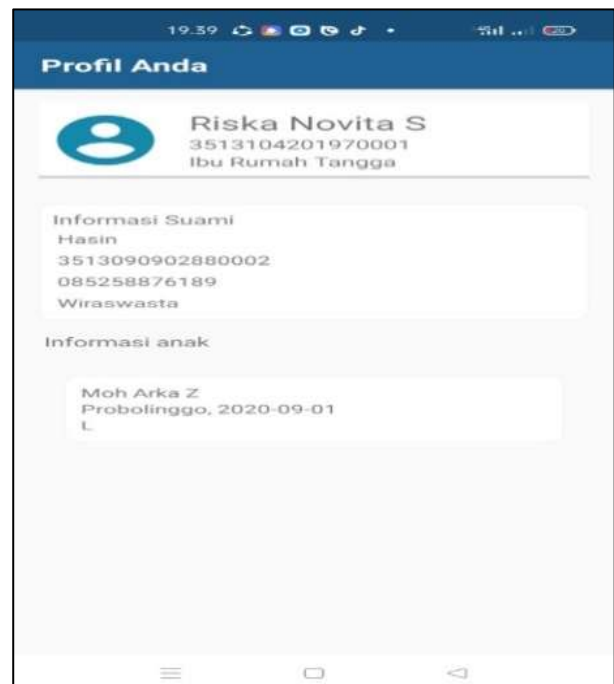 19.39
Profil Anda
Riska Novita S
3513104201970001
Ibu Rumah Tangga
Informasi Suami
Hasin
3513090902880002
085258876189
Wiraswasta
Informasi anak
Moh Arka Z
Probolinggo, 2020-09-01
L